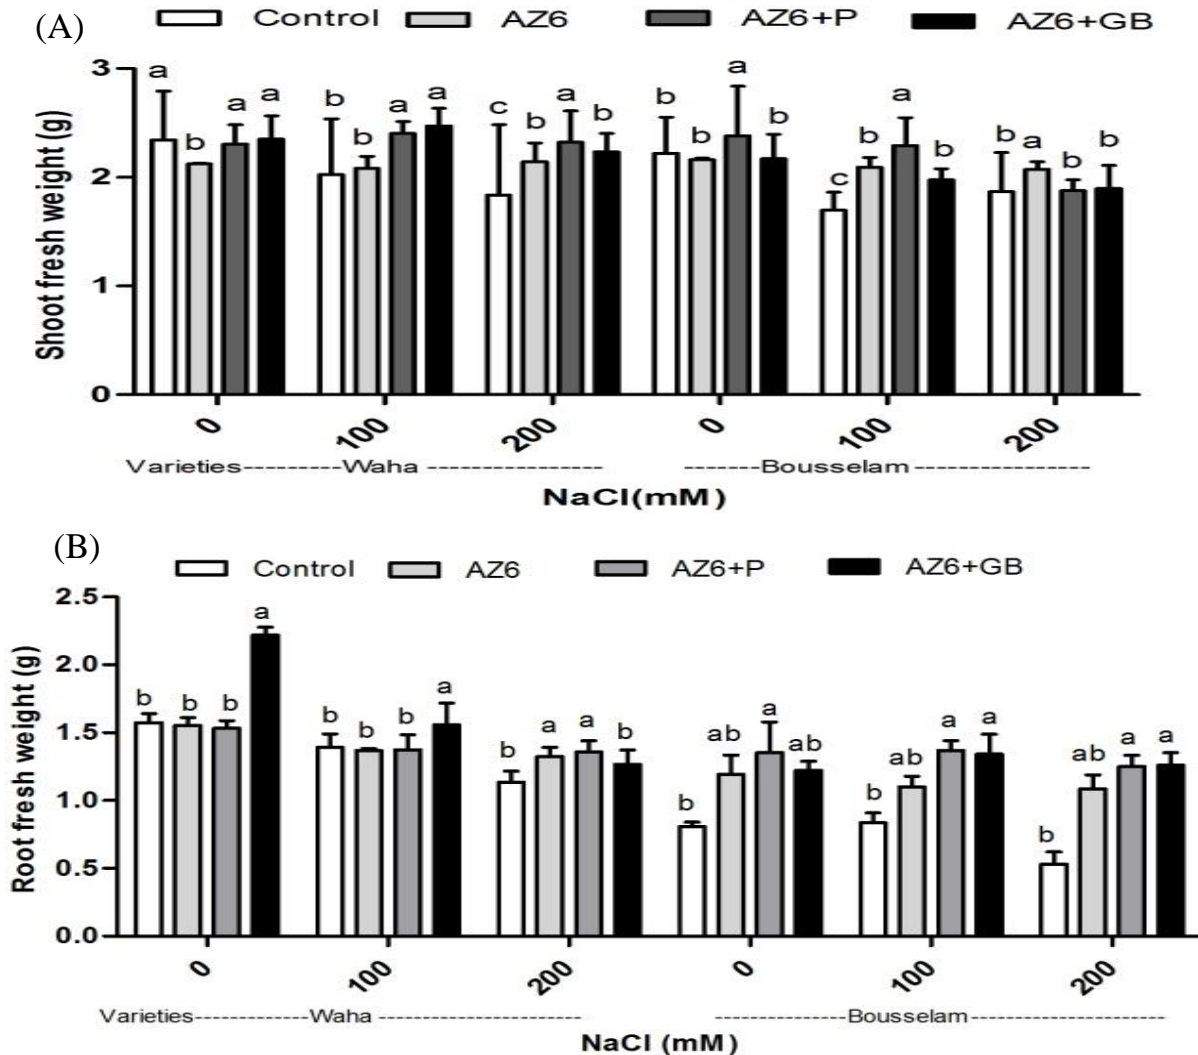 (A)
Control AZ6 AZ6+P AZ6+GB
3
2
1
0
Shoot fresh weight (g)
a b a a b b a a c b a b b b a b c b a b b a b b
0 100 200 0 100 200
Varieties---------Waha ----------------- -------Bousselam -----------------
NaCl(mM)
(B)
Control AZ6 AZ6+P AZ6+GB
2.5
2.0
1.5
1.0
0.5
0.0
Root fresh weight (g)
b b b a b b b a b a a b b ab a ab b ab a a b ab a a
0 100 200 0 100 200
Varieties------------Waha -------------------- ------------Bousselam-------------------
NaCl (mM)